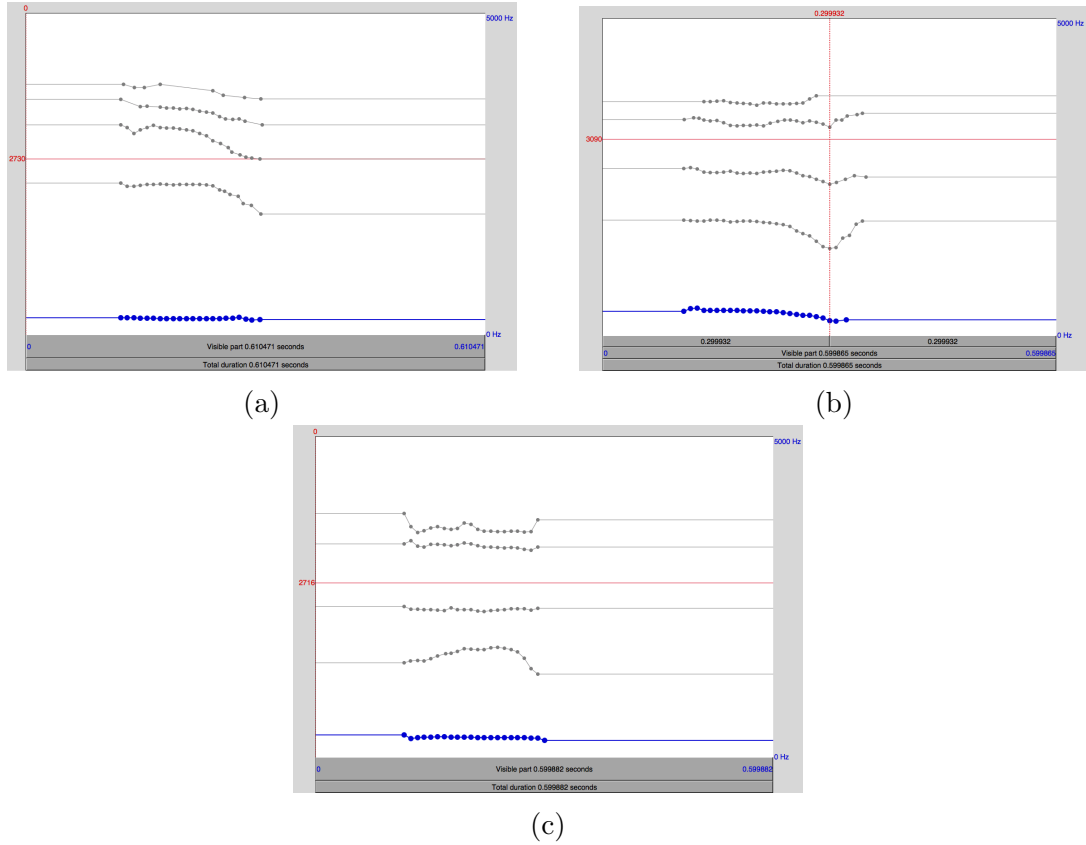 0
5000 Hz
2730
0 Hz
0
Visible part 0.610471 seconds
0.610471
Total duration 0.610471 seconds
(a)
0.299932
5000 Hz
3090
0 Hz
0.299932
0.299932
0
Visible part 0.599865 seconds
0.599865
Total duration 0.599865 seconds
(b)
0
5000 Hz
2716
0 Hz
0
Visible part 0.599882 seconds
0.599882
Total duration 0.599882 seconds
(c)